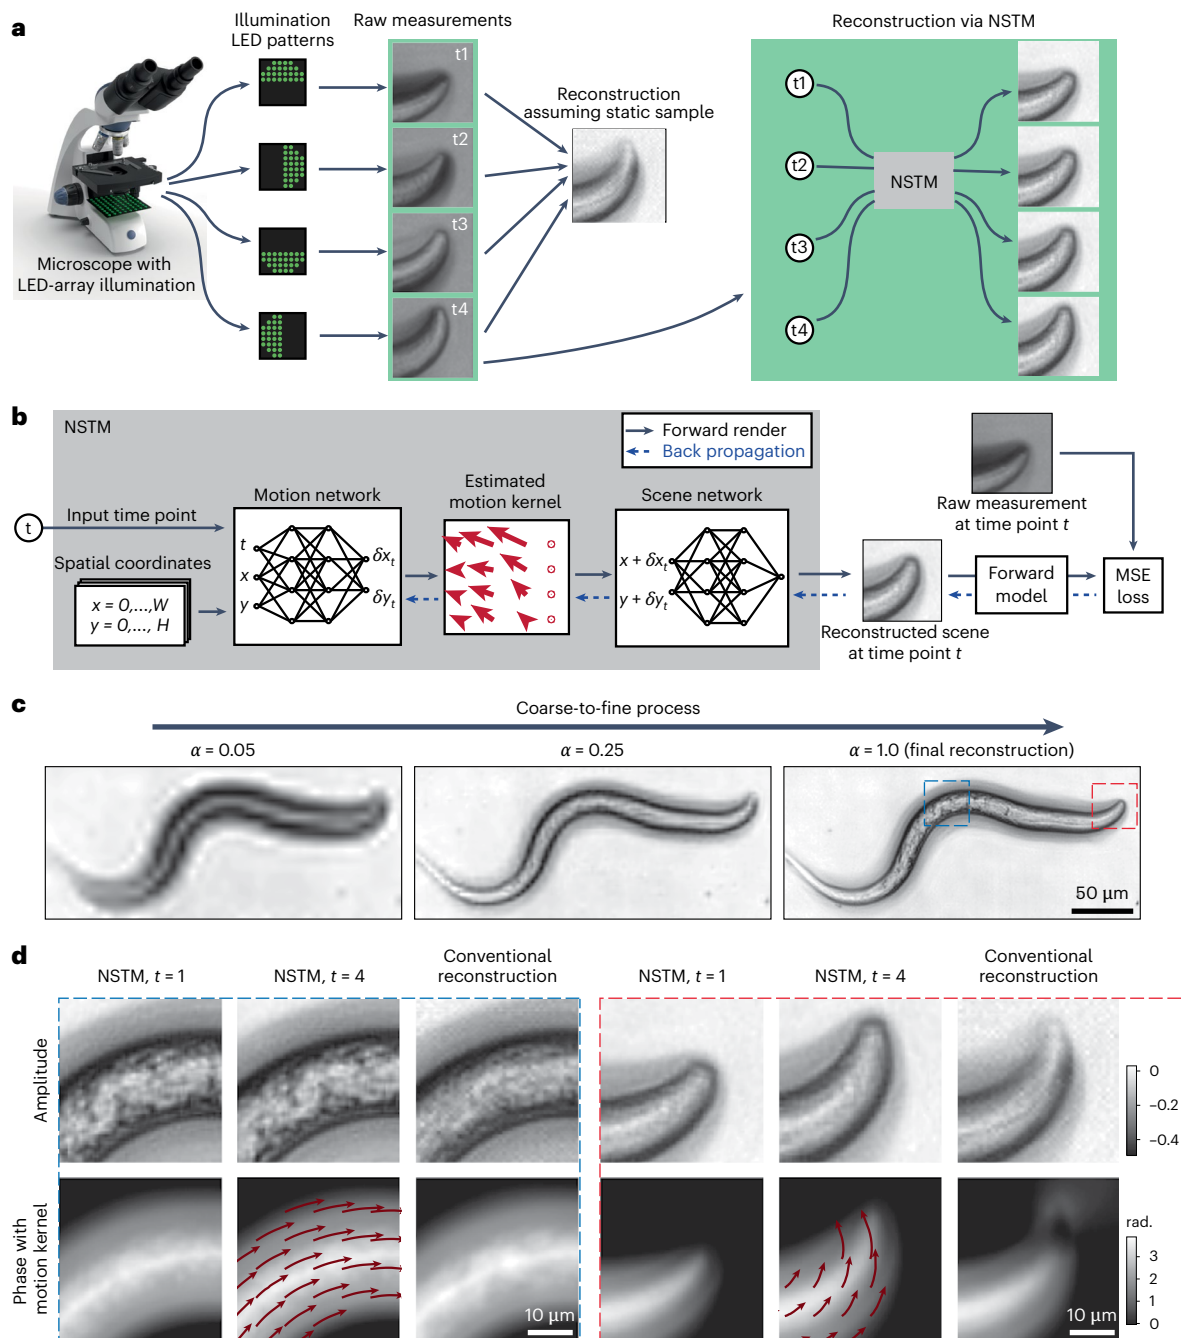 a
Illumination
LED patterns
Raw measurements
Reconstruction via NSTM
t1
t2
t3
t4
Reconstruction
assuming static sample
t1
t2
t3
t4
NSTM
Microscope with
LED-array illumination
b
NSTM
Forward render
Back propagation
t
Input time point
Spatial coordinates
x = 0,...,W
y = 0,..., H
Motion network
t
x
y
δxt
δyt
Estimated
motion kernel
Scene network
x + δxt
y + δyt
Raw measurement
at time point t
Reconstructed scene
at time point t
Forward
model
MSE
loss
c
Coarse-to-fine process
α = 0.05
α = 0.25
α = 1.0 (final reconstruction)
50 μm
d
NSTM, t = 1
NSTM, t = 4
Conventional
reconstruction
NSTM, t = 1
NSTM, t = 4
Conventional
reconstruction
Amplitude
0
−0.2
−0.4
Phase with
motion kernel
10 μm
10 μm
rad.
3
2
1
0